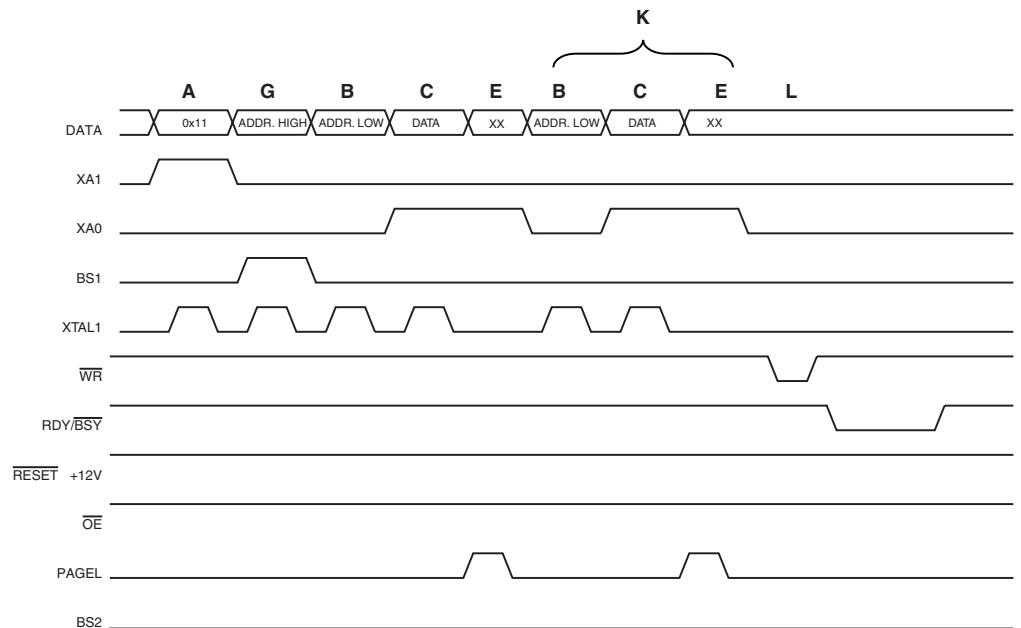 K
A G B C E B C E L
DATA 0x11 ADDR. HIGH ADDR. LOW DATA XX ADDR. LOW DATA XX
XA1
XA0
BS1
XTAL1
WR
RDY/BSY
RESET +12V
OE
PAGEL
BS2